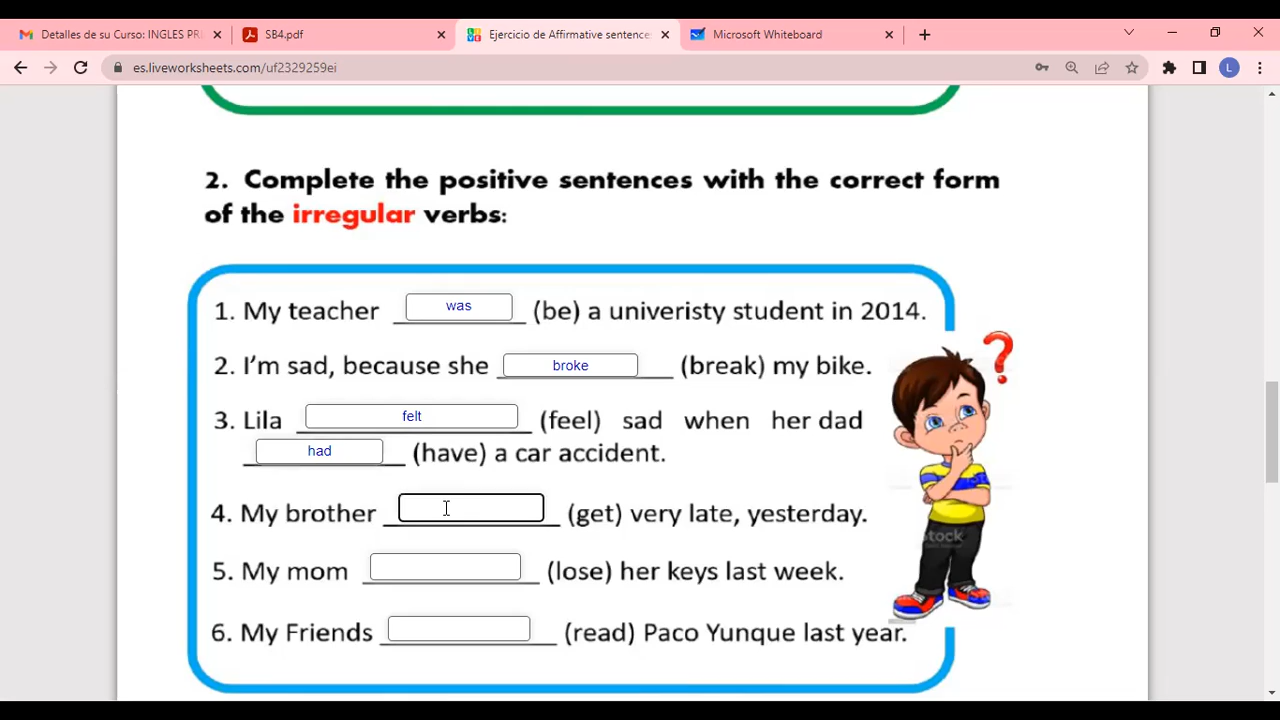 Detalles de su Curso: INGLES PR
SB4.pdf
Ejercicio de Affirmative sentence
Microsoft Whiteboard
es.liveworksheets.com/uf2329259ei
L
2. Complete the positive sentences with the correct form
of the irregular verbs:
1. My teacher was (be) a univeristy student in 2014.
2. I'm sad, because she broke (break) my bike.
3. Lila felt (feel) sad when her dad
had (have) a car accident.
4. My brother (get) very late, yesterday.
5. My mom (lose) her keys last week.
6. My Friends (read) Paco Yunque last year.